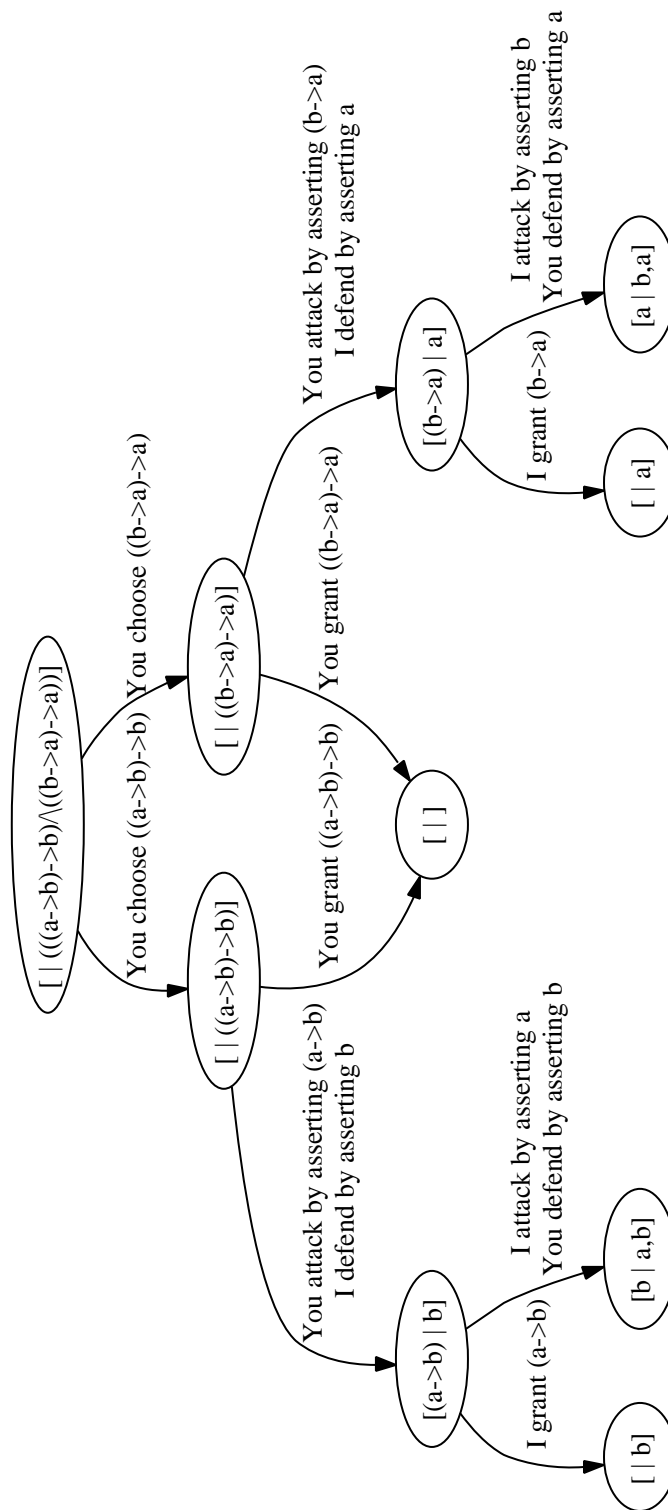 [ | (((a->b)->b)/\((b->a)->a))]
You choose ((a->b)->b)
You choose ((b->a)->a)
[ | ((a->b)->b)]
[ | ((b->a)->a)]
You attack by asserting (a->b)
I defend by asserting b
You grant ((a->b)->b)
You grant ((b->a)->a)
You attack by asserting (b->a)
I defend by asserting a
[(a->b) | b]
[ | ]
[(b->a) | a]
I grant (a->b)
I attack by asserting a
You defend by asserting b
I grant (b->a)
I attack by asserting b
You defend by asserting a
[ | b]
[b | a,b]
[ | a]
[a | b,a]